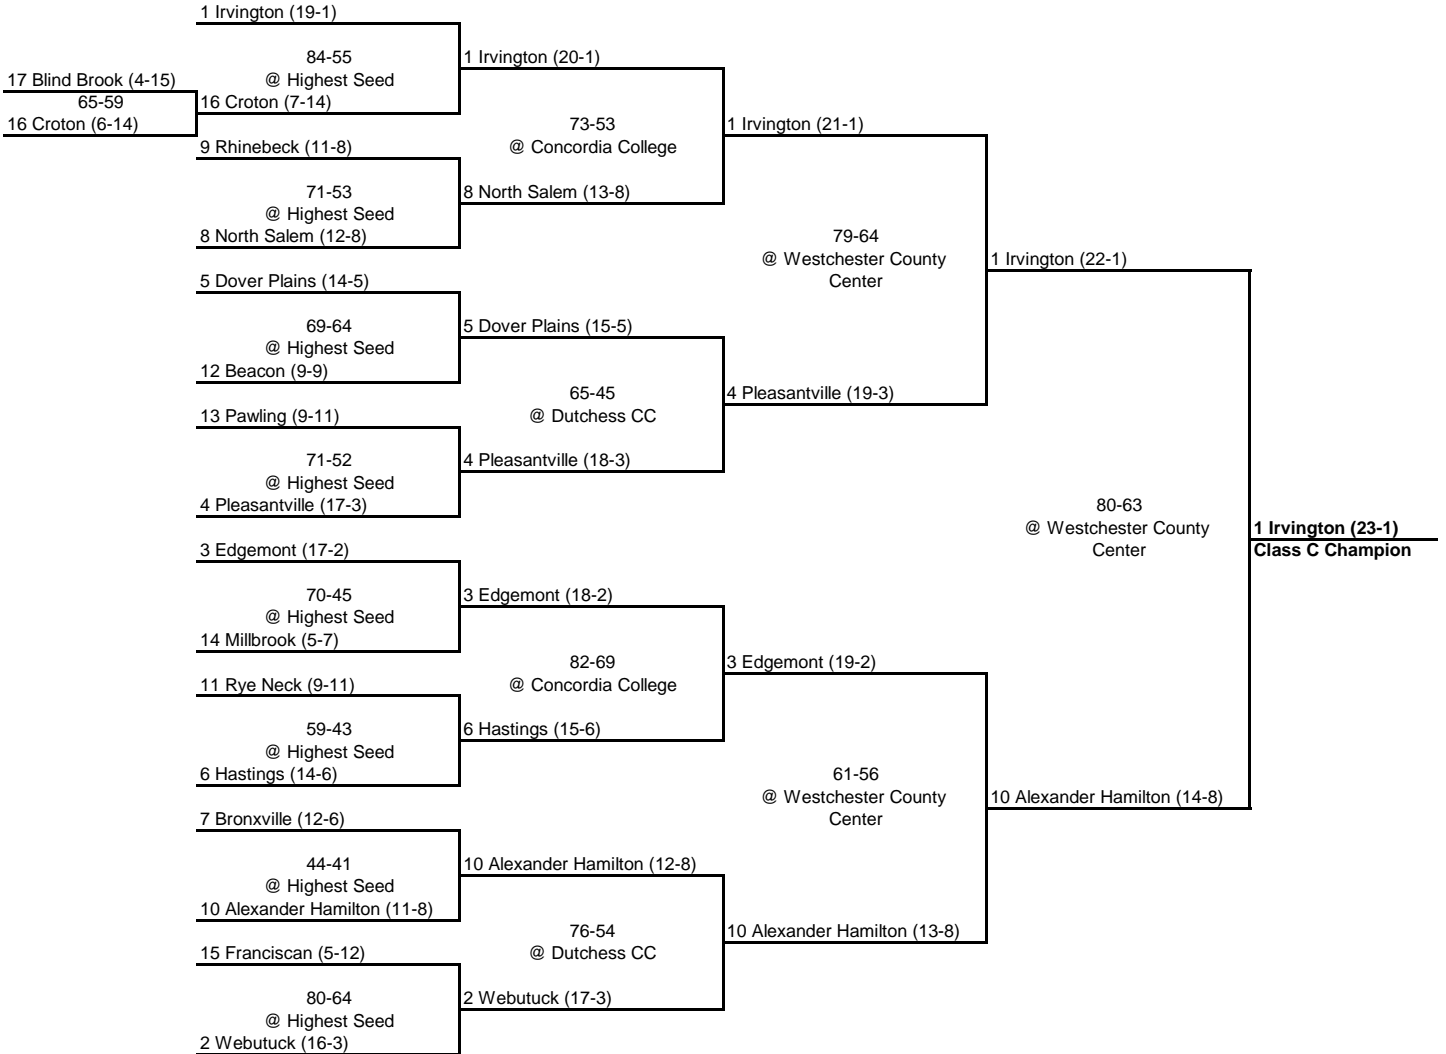 1 Irvington (19-1)
84-55
@ Highest Seed
1 Irvington (20-1)
17 Blind Brook (4-15)
65-59
16 Croton (6-14)
16 Croton (7-14)
73-53
@ Concordia College
1 Irvington (21-1)
9 Rhinebeck (11-8)
71-53
@ Highest Seed
8 North Salem (13-8)
8 North Salem (12-8)
79-64
@ Westchester County
Center
1 Irvington (22-1)
5 Dover Plains (14-5)
69-64
@ Highest Seed
5 Dover Plains (15-5)
12 Beacon (9-9)
65-45
@ Dutchess CC
4 Pleasantville (19-3)
13 Pawling (9-11)
71-52
@ Highest Seed
4 Pleasantville (18-3)
4 Pleasantville (17-3)
80-63
@ Westchester County
Center
1 Irvington (23-1)
Class C Champion
3 Edgemont (17-2)
70-45
@ Highest Seed
3 Edgemont (18-2)
14 Millbrook (5-7)
82-69
@ Concordia College
3 Edgemont (19-2)
11 Rye Neck (9-11)
59-43
@ Highest Seed
6 Hastings (15-6)
6 Hastings (14-6)
61-56
@ Westchester County
Center
10 Alexander Hamilton (14-8)
7 Bronxville (12-6)
44-41
@ Highest Seed
10 Alexander Hamilton (12-8)
10 Alexander Hamilton (11-8)
76-54
@ Dutchess CC
10 Alexander Hamilton (13-8)
15 Franciscan (5-12)
80-64
@ Highest Seed
2 Webutuck (17-3)
2 Webutuck (16-3)